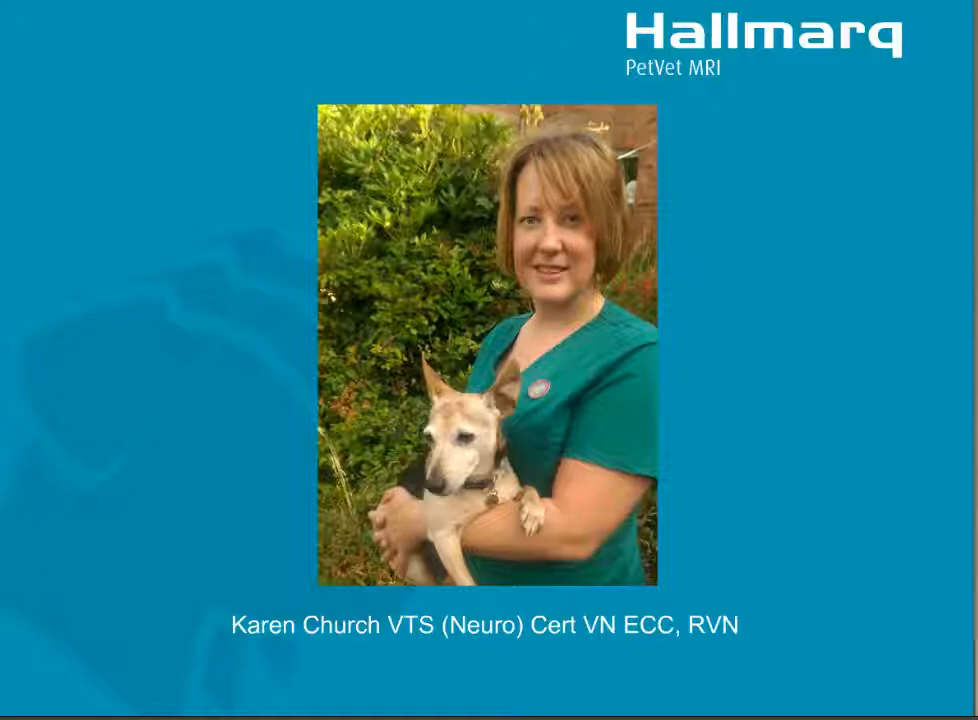 Hallmarq
PetVet MRI
Karen Church VTS (Neuro) Cert VN ECC, RVN